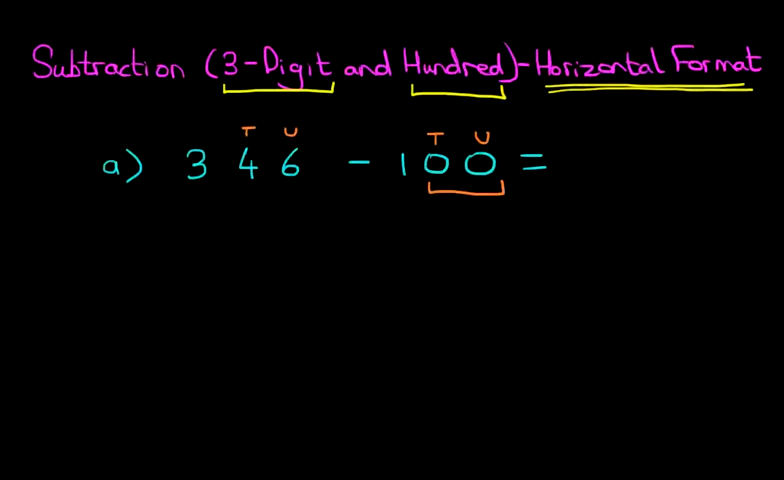 Subtraction (3-Digit and Hundred)-Horizontal Format
T U T U
a) 3 4 6 - 1 0 0 =